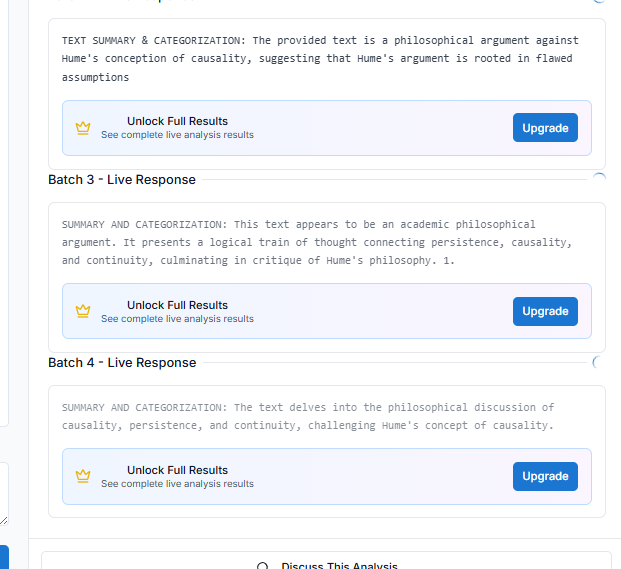 TEXT SUMMARY & CATEGORIZATION: The provided text is a philosophical argument against
Hume's conception of causality, suggesting that Hume's argument is rooted in flawed
assumptions
Unlock Full Results
See complete live analysis results
Upgrade
Batch 3 - Live Response
SUMMARY AND CATEGORIZATION: This text appears to be an academic philosophical
argument. It presents a logical train of thought connecting persistence, causality,
and continuity, culminating in critique of Hume's philosophy. 1.
Unlock Full Results
See complete live analysis results
Upgrade
Batch 4 - Live Response
SUMMARY AND CATEGORIZATION: The text delves into the philosophical discussion of
causality, persistence, and continuity, challenging Hume's concept of causality.
Unlock Full Results
See complete live analysis results
Upgrade
Discuss This Analysis